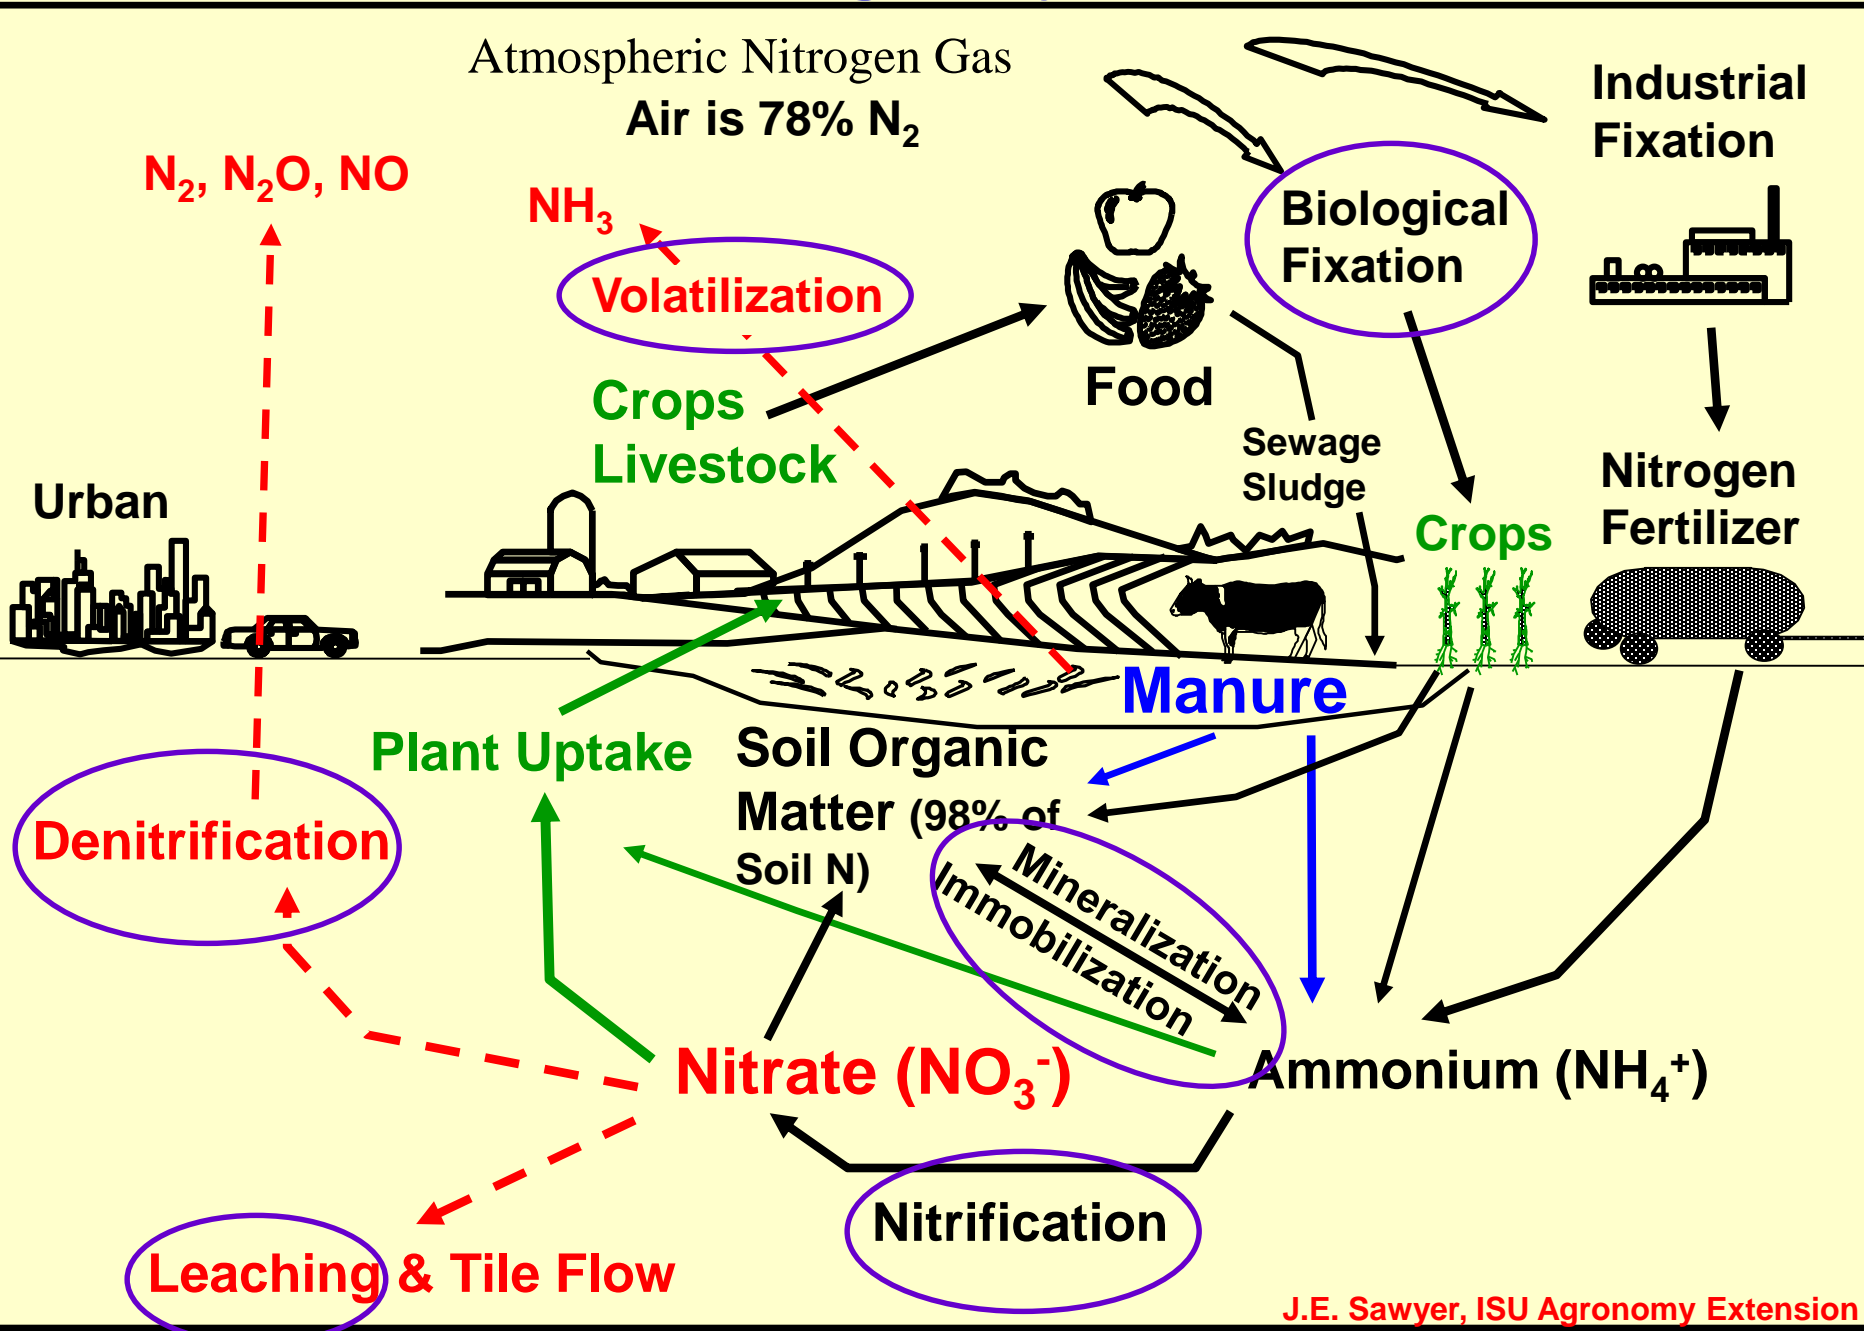 Atmospheric Nitrogen Gas
Air is 78% N₂
Industrial
Fixation
N₂, N₂O, NO
NH₃
Biological
Fixation
Volatilization
Food
Crops
Livestock
Sewage
Sludge
Nitrogen
Fertilizer
Urban
Crops
Manure
Plant Uptake
Soil Organic
Matter (98% of
Soil N)
Denitrification
Mineralization
Immobilization
Nitrate (NO₃⁻)
Ammonium (NH₄⁺)
Nitrification
Leaching & Tile Flow
J.E. Sawyer, ISU Agronomy Extension